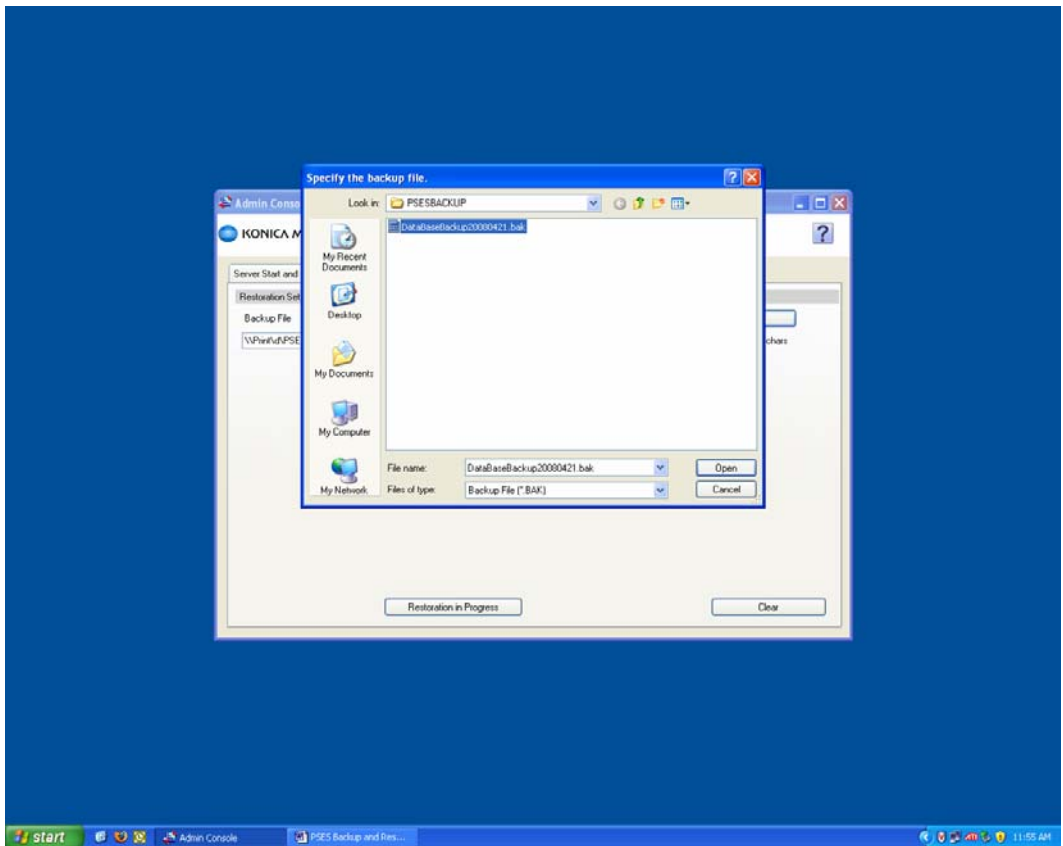 Specify the backup file.
Look in: PSESBACKUP
DataBaseBackup20080421.bak
My Recent Documents
Desktop
My Documents
My Computer
My Network
File name: DataBaseBackup20080421.bak Open
Files of type: Backup File (*.BAK) Cancel
Admin Conso
KONICA M
Server Start and
Restoration Set
Backup File
\\Print\d\PSE
chars
Restoration in Progress Clear
start Admin Console PSES Backup and Res... 11:55 AM